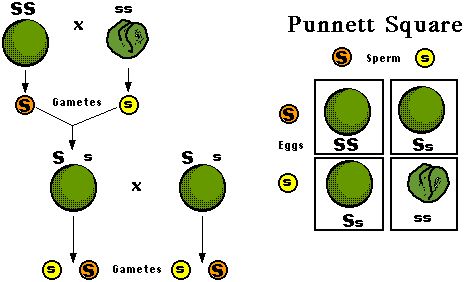 SS x ss
S Gametes s
S s x S s
s S Gametes s S
Punnett Square
S Sperm s
S
Eggs
s
SS Ss
Ss ss